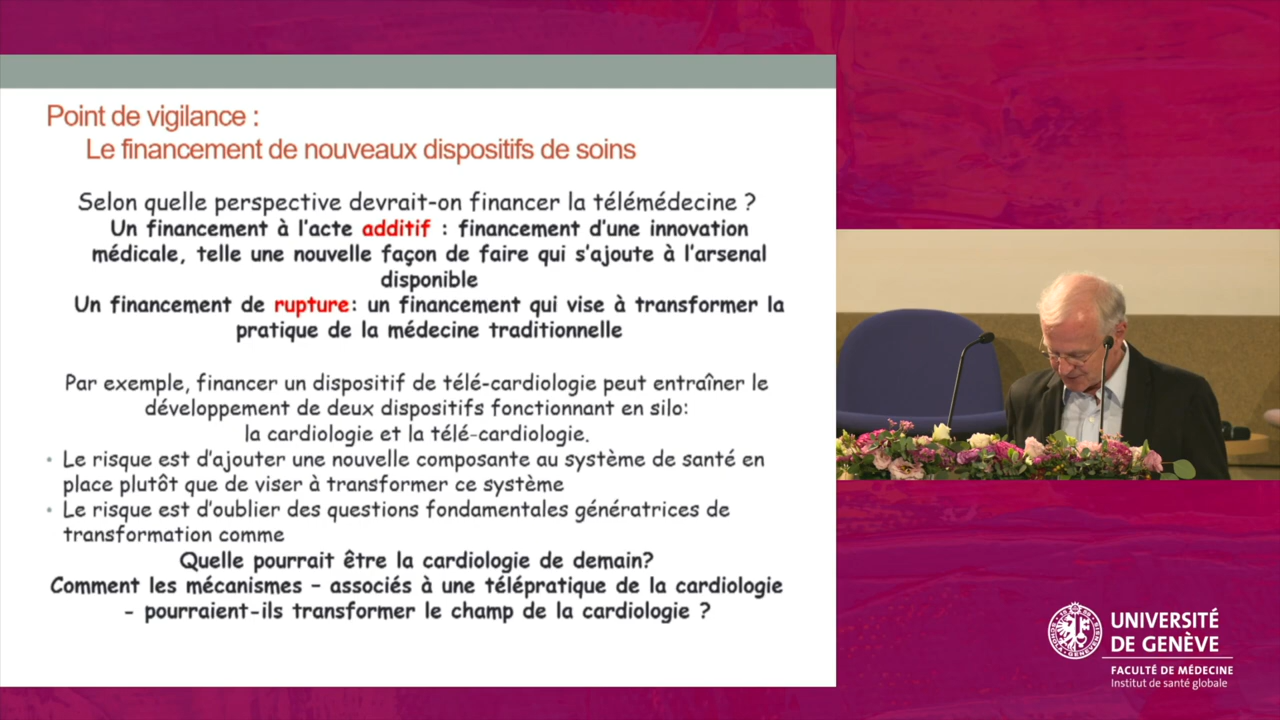 Point de vigilance :
Le financement de nouveaux dispositifs de soins
Selon quelle perspective devrait-on financer la télémédecine ?
Un financement à l'acte additif : financement d'une innovation
médicale, telle une nouvelle façon de faire qui s'ajoute à l'arsenal
disponible
Un financement de rupture: un financement qui vise à transformer la
pratique de la médecine traditionnelle
Par exemple, financer un dispositif de télé-cardiologie peut entraîner le
développement de deux dispositifs fonctionnant en silo:
la cardiologie et la télé-cardiologie.
• Le risque est d'ajouter une nouvelle composante au système de santé en
place plutôt que de viser à transformer ce système
• Le risque est d'oublier des questions fondamentales génératrices de
transformation comme
Quelle pourrait être la cardiologie de demain?
Comment les mécanismes – associés à une télépratique de la cardiologie
– pourraient-ils transformer le champ de la cardiologie ?
UNIVERSITÉ
DE GENÈVE
FACULTÉ DE MÉDECINE
Institut de santé globale